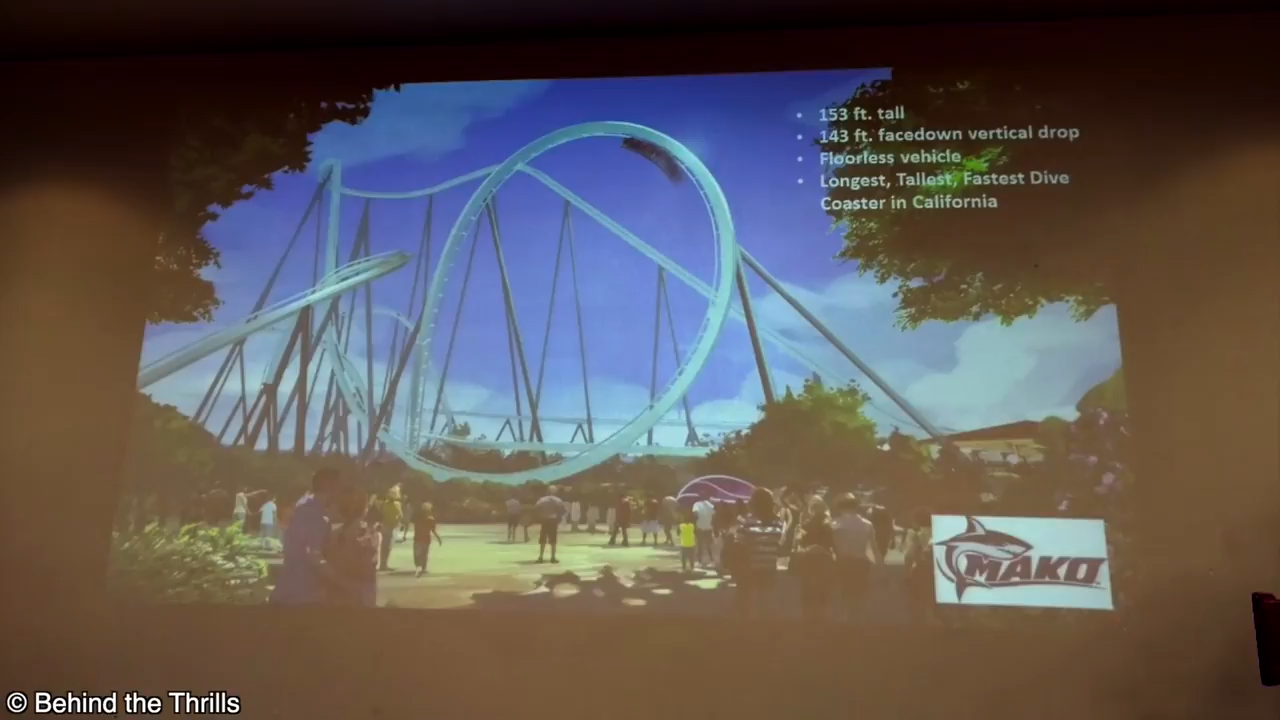 • 153 ft. tall
• 143 ft. facedown vertical drop
• Floorless vehicle
• Longest, Tallest, Fastest Dive
Coaster in California
MAKO
© Behind the Thrills